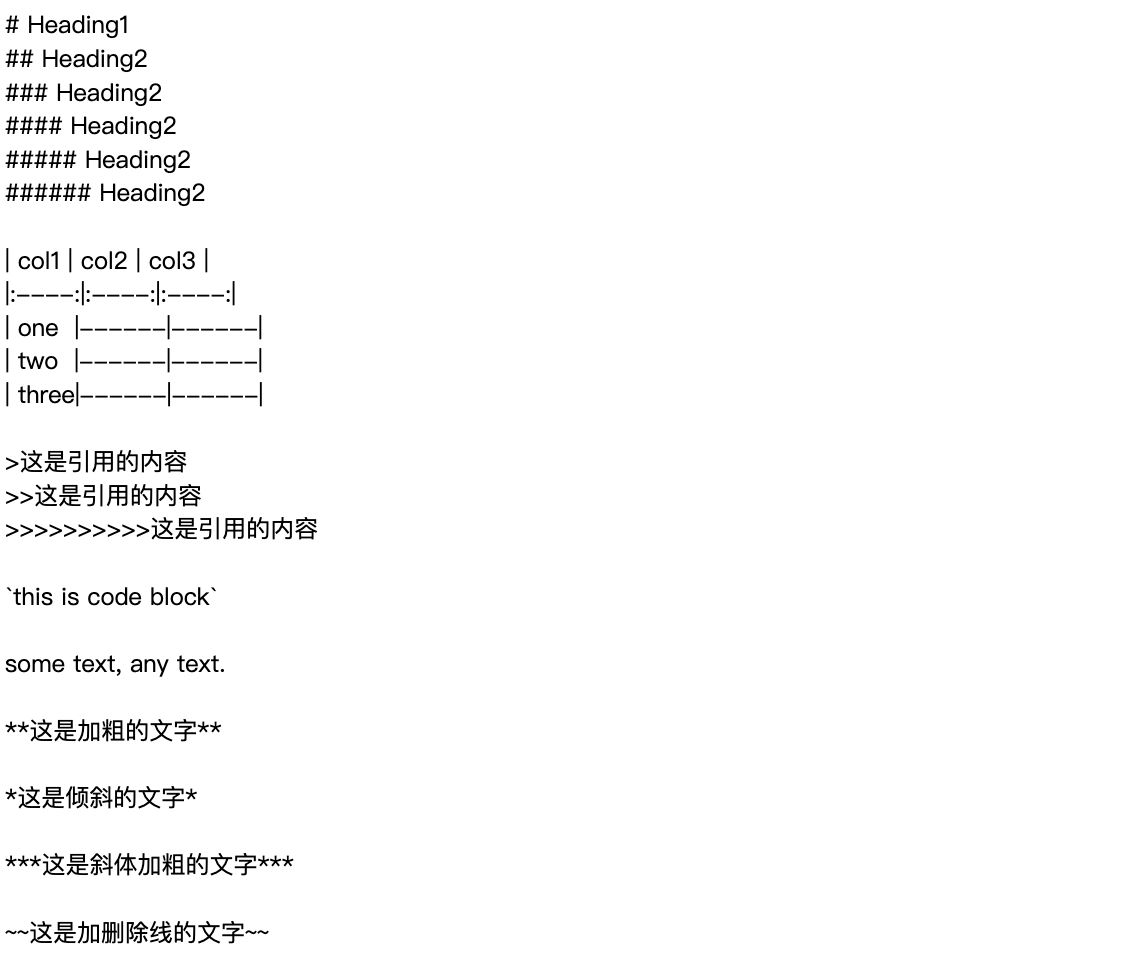 # Heading1
## Heading2
### Heading2
#### Heading2
##### Heading2
###### Heading2
| col1 | col2 | col3 |
|:----:|:----:|:----:|
| one  |------|------|
| two  |------|------|
| three|------|------|
>这是引用的内容
>>这是引用的内容
>>>>>>>>>>这是引用的内容
`this is code block`
some text, any text.
**这是加粗的文字**
*这是倾斜的文字*
***这是斜体加粗的文字***
~~这是加删除线的文字~~